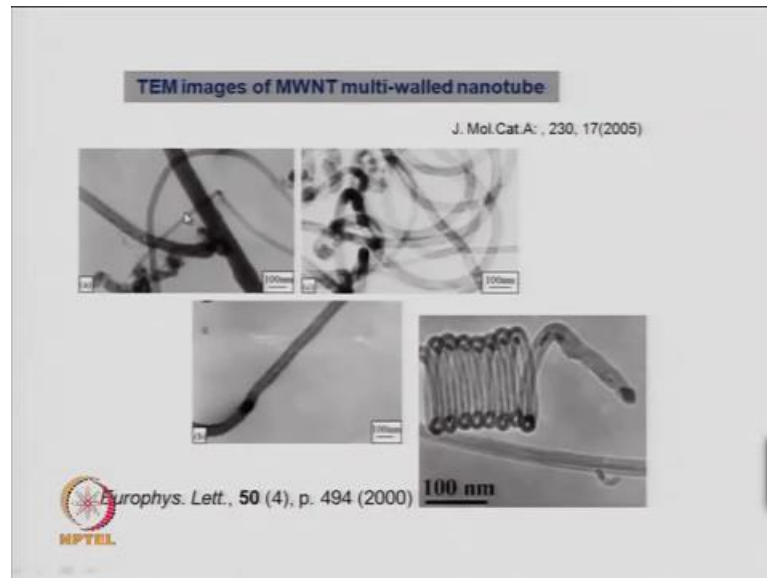 TEM images of MWNT multi-walled nanotube
J. Mol.Cat.A: , 230, 17(2005)
(a)
100nm
100nm
(b)
100nm
100 nm
Europhys. Lett., 50 (4), p. 494 (2000)
NPTEL